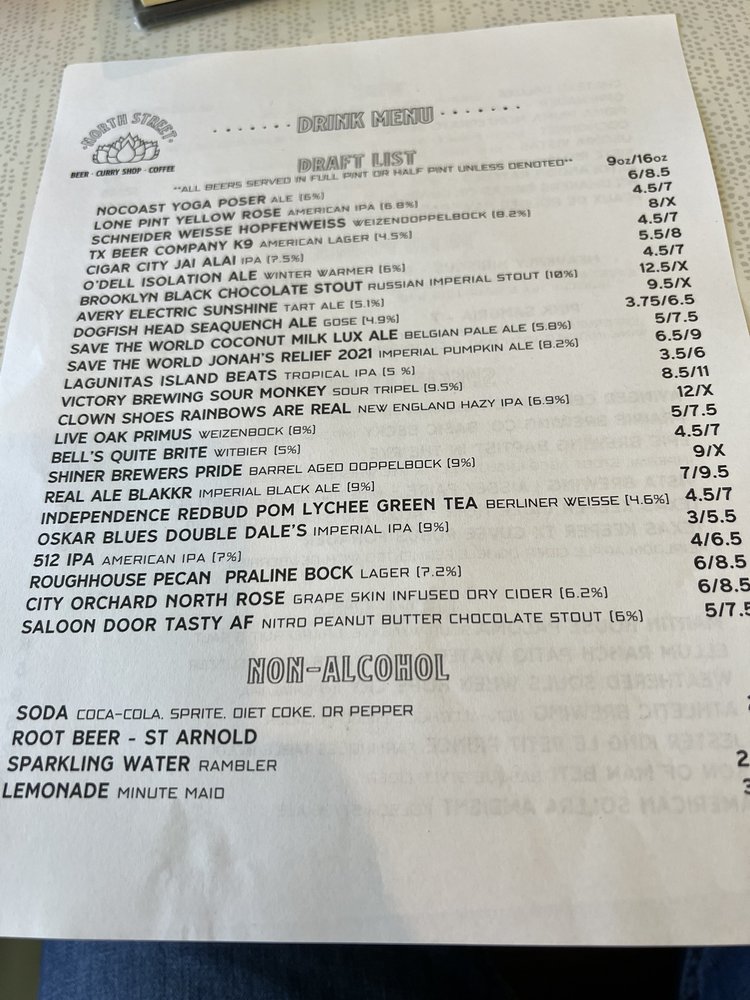 NORTH STREET
BEER · CURRY SHOP · COFFEE
DRINK MENU
DRAFT LIST
**ALL BEERS SERVED IN FULL PINT OR HALF PINT UNLESS DENOTED** 9oz/16oz
NOCOAST YOGA POSER ALE (6%) 6/8.5
LONE PINT YELLOW ROSE AMERICAN IPA (6.8%) 4.5/7
SCHNEIDER WEISSE HOPFENWEISS WEIZENDOPPELBOCK (8.2%) 8/X
TX BEER COMPANY K9 AMERICAN LAGER (4.5%) 4.5/7
CIGAR CITY JAI ALAI IPA (7.5%) 5.5/8
O'DELL ISOLATION ALE WINTER WARMER (6%) 4.5/7
BROOKLYN BLACK CHOCOLATE STOUT RUSSIAN IMPERIAL STOUT (10%) 12.5/X
AVERY ELECTRIC SUNSHINE TART ALE (5.1%) 9.5/X
DOGFISH HEAD SEAQUENCH ALE GOSE (4.9%) 3.75/6.5
SAVE THE WORLD COCONUT MILK LUX ALE BELGIAN PALE ALE (5.8%) 5/7.5
SAVE THE WORLD JONAH'S RELIEF 2021 IMPERIAL PUMPKIN ALE (8.2%) 6.5/9
LAGUNITAS ISLAND BEATS TROPICAL IPA (5 %) 3.5/6
VICTORY BREWING SOUR MONKEY SOUR TRIPEL (9.5%) 8.5/11
CLOWN SHOES RAINBOWS ARE REAL NEW ENGLAND HAZY IPA (6.9%) 12/X
LIVE OAK PRIMUS WEIZENBOCK (8%) 5/7.5
BELL'S QUITE BRITE WITBIER (5%) 4.5/7
SHINER BREWERS PRIDE BARREL AGED DOPPELBOCK (9%) 9/X
REAL ALE BLAKKR IMPERIAL BLACK ALE (9%) 7/9.5
INDEPENDENCE REDBUD POM LYCHEE GREEN TEA BERLINER WEISSE (4.6%) 4.5/7
OSKAR BLUES DOUBLE DALE'S IMPERIAL IPA (9%) 3/5.5
512 IPA AMERICAN IPA (7%) 4/6.5
ROUGHHOUSE PECAN PRALINE BOCK LAGER (7.2%) 6/8.5
CITY ORCHARD NORTH ROSE GRAPE SKIN INFUSED DRY CIDER (6.2%) 6/8.5
SALOON DOOR TASTY AF NITRO PEANUT BUTTER CHOCOLATE STOUT (6%) 5/7.5
NON-ALCOHOL
SODA COCA-COLA, SPRITE, DIET COKE, DR PEPPER
ROOT BEER - ST ARNOLD
SPARKLING WATER RAMBLER
LEMONADE MINUTE MAID